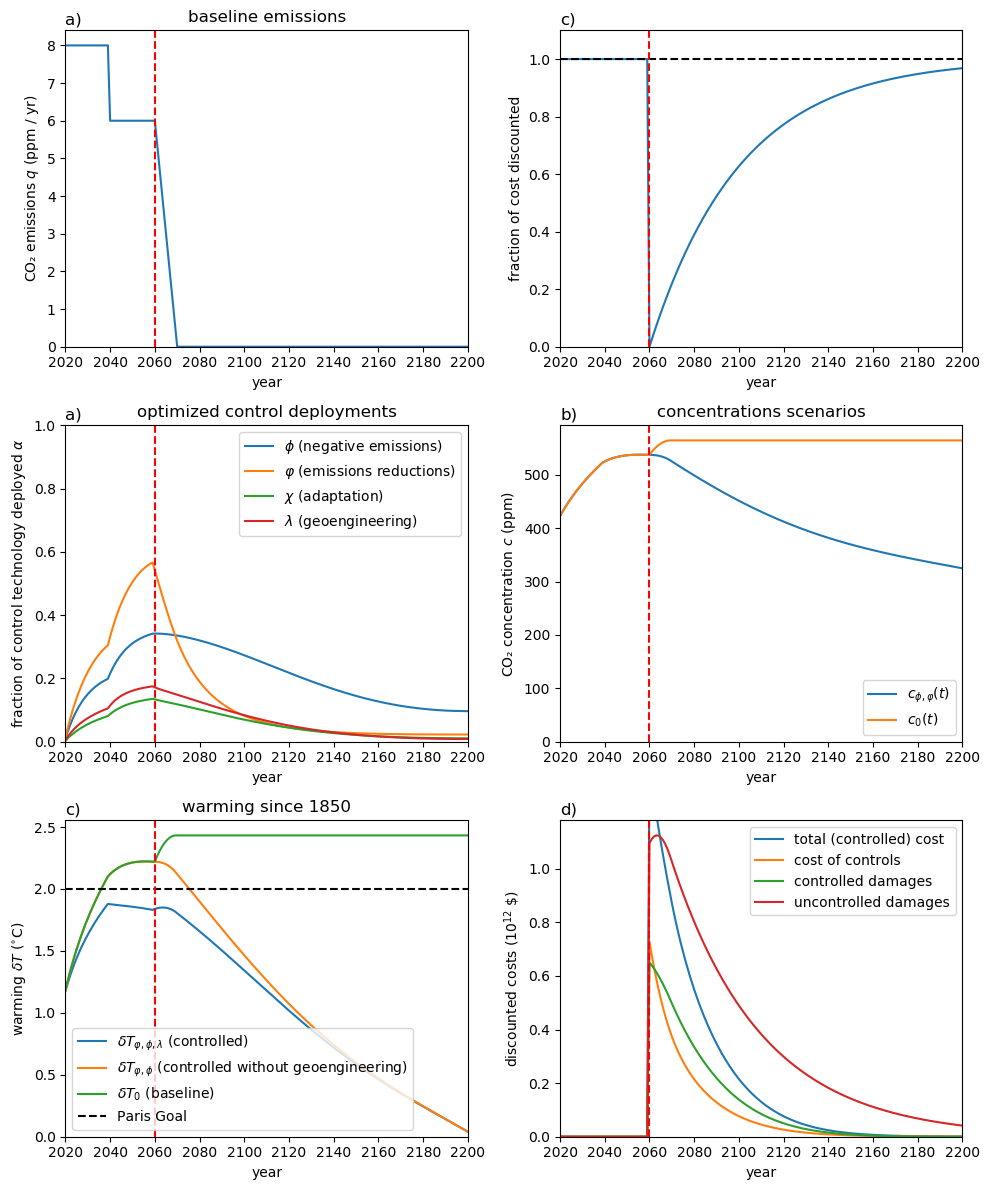 a)
baseline emissions
CO₂ emissions q (ppm / yr)
8
7
6
5
4
3
2
1
0
2020 2040 2060 2080 2100 2120 2140 2160 2180 2200
year
c)
fraction of cost discounted
1.0
0.8
0.6
0.4
0.2
0.0
2020 2040 2060 2080 2100 2120 2140 2160 2180 2200
year
a)
optimized control deployments
fraction of control technology deployed α
1.0
0.8
0.6
0.4
0.2
0.0
ϕ (negative emissions)
φ (emissions reductions)
χ (adaptation)
λ (geoengineering)
2020 2040 2060 2080 2100 2120 2140 2160 2180 2200
year
b)
concentrations scenarios
CO₂ concentration c (ppm)
500
400
300
200
100
0
c_{ϕ, φ}(t)
c₀(t)
2020 2040 2060 2080 2100 2120 2140 2160 2180 2200
year
c)
warming since 1850
warming δT (°C)
2.5
2.0
1.5
1.0
0.5
0.0
δT_{φ, ϕ, λ} (controlled)
δT_{φ, ϕ} (controlled without geoengineering)
δT₀ (baseline)
Paris Goal
2020 2040 2060 2080 2100 2120 2140 2160 2180 2200
year
d)
discounted costs (10¹² $)
1.0
0.8
0.6
0.4
0.2
0.0
total (controlled) cost
cost of controls
controlled damages
uncontrolled damages
2020 2040 2060 2080 2100 2120 2140 2160 2180 2200
year